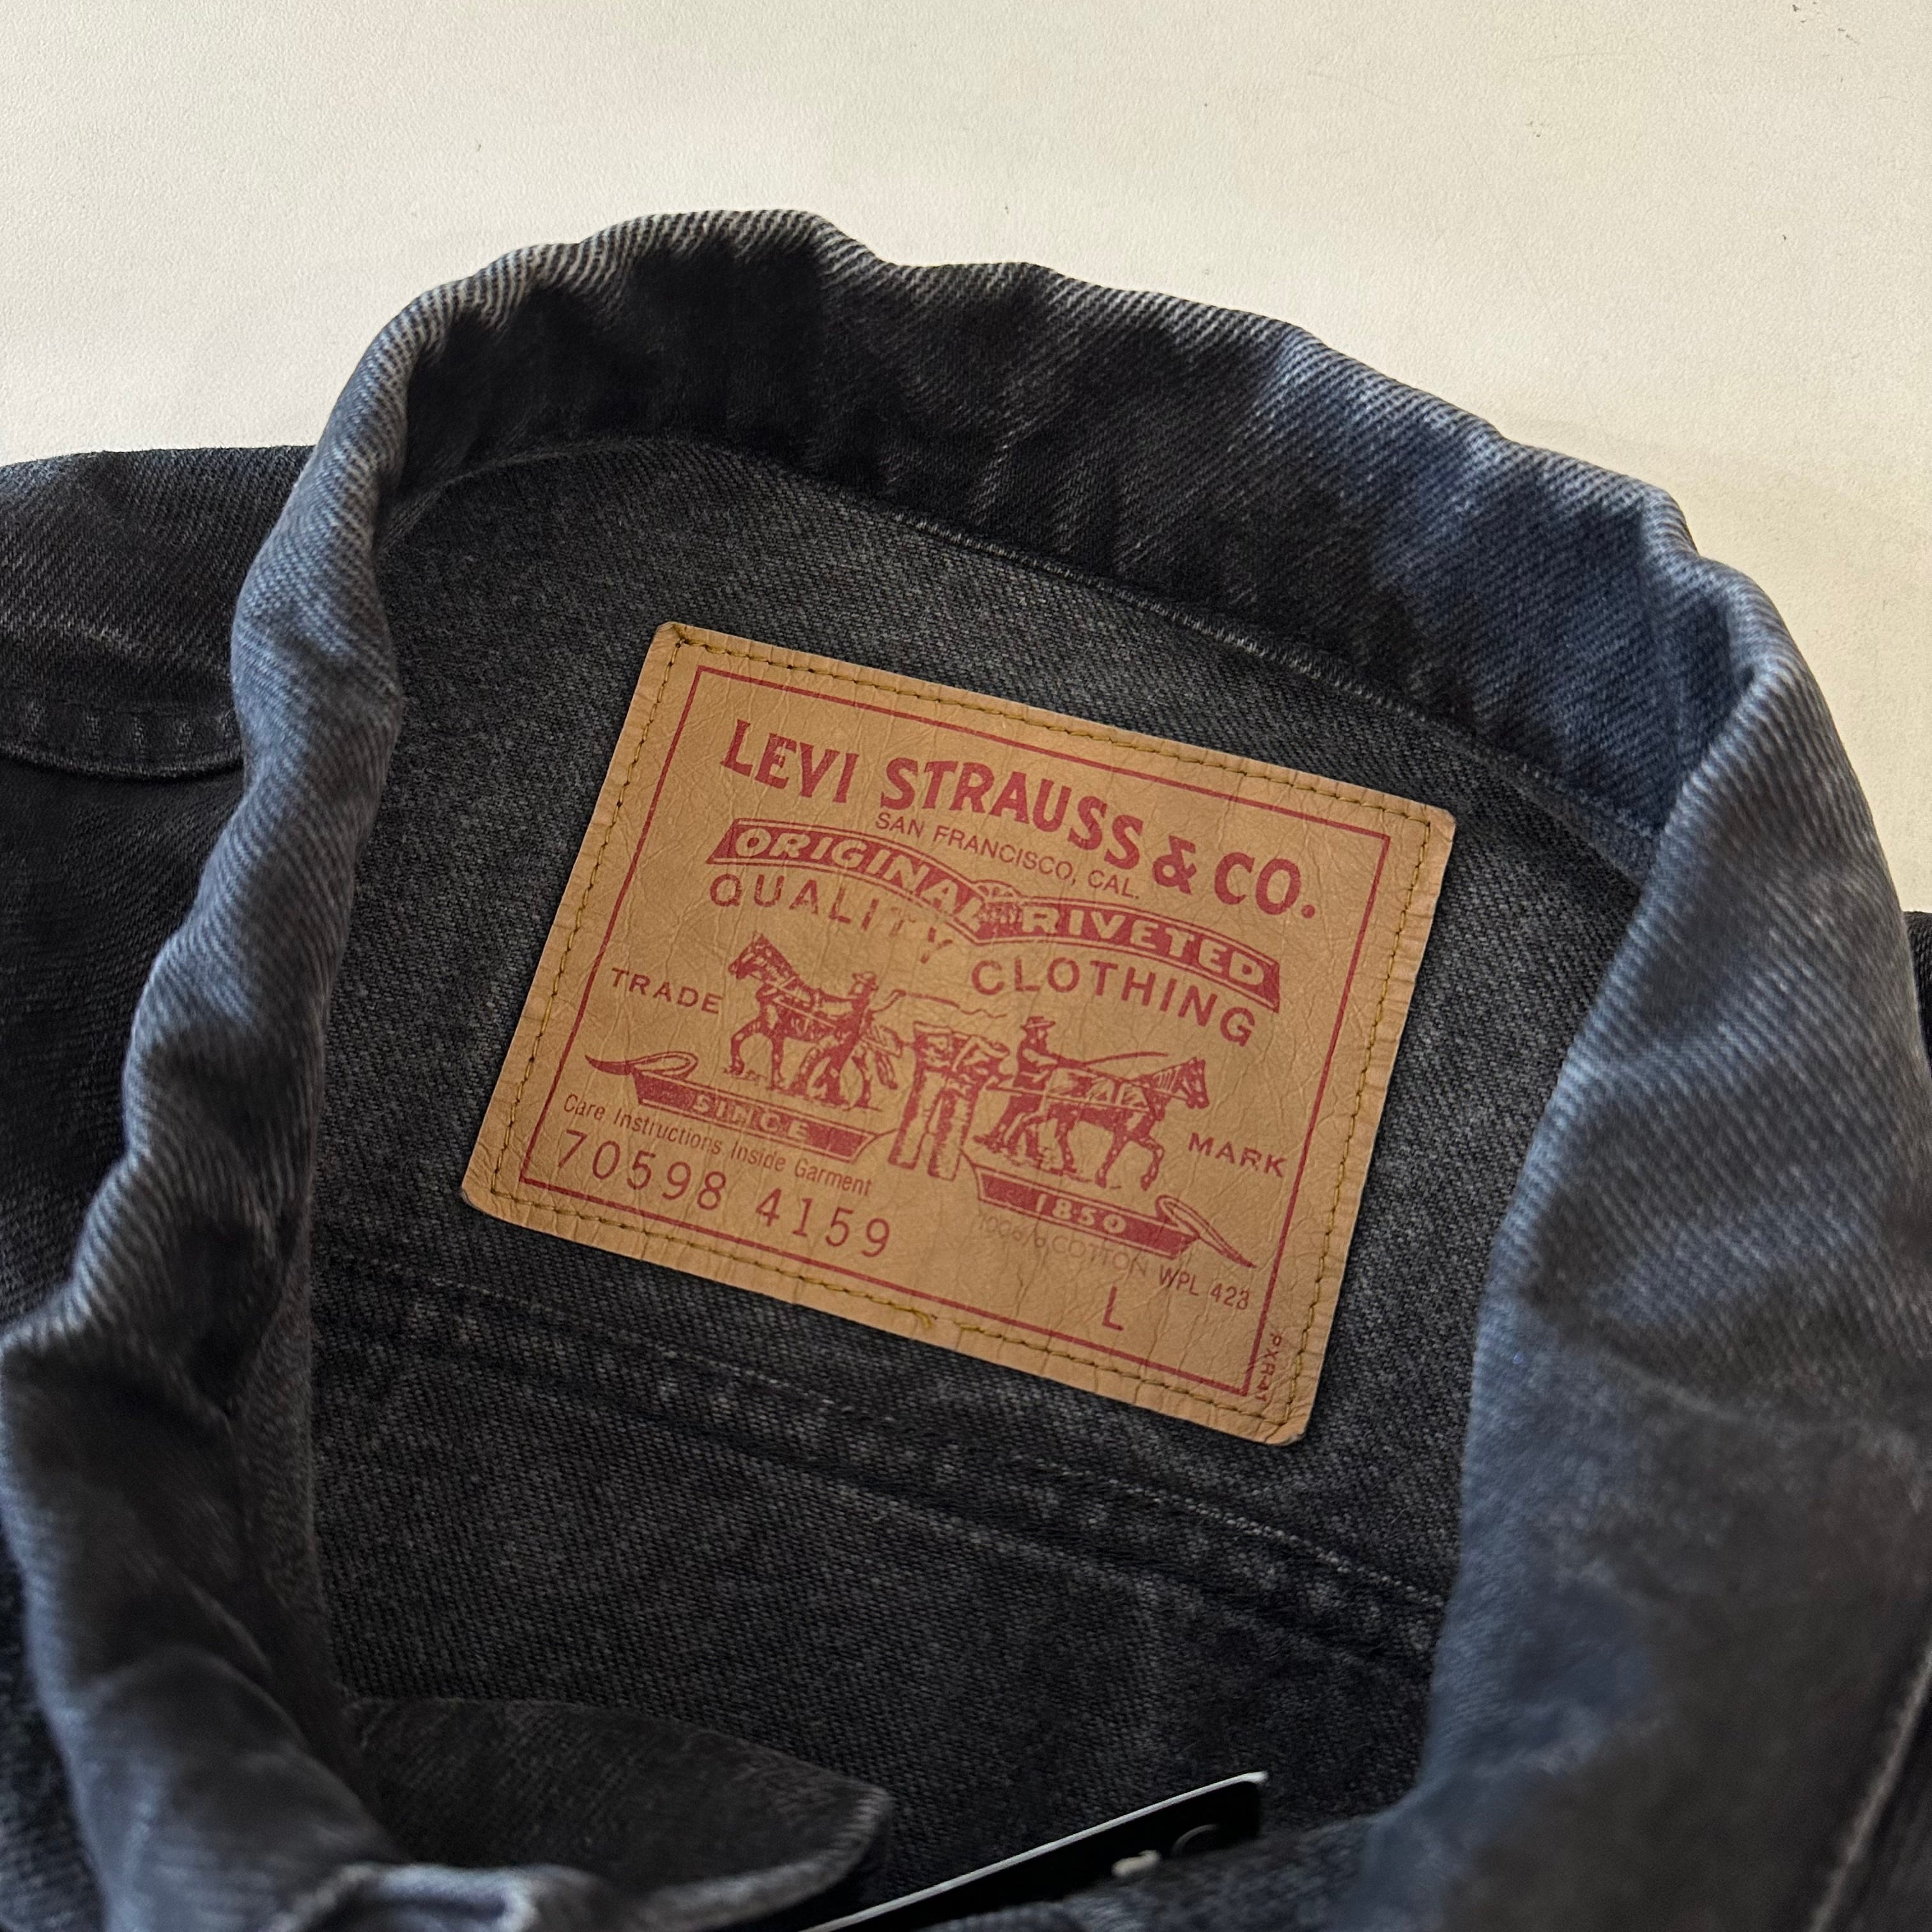 LEVI STRAUSS & CO.
SAN FRANCISCO, CAL.
ORIGINAL RIVETED
QUALITY CLOTHING
TRADE MARK
SINCE 1850
Care Instructions Inside Garment
70598 4159
100% COTTON WPL 423
L